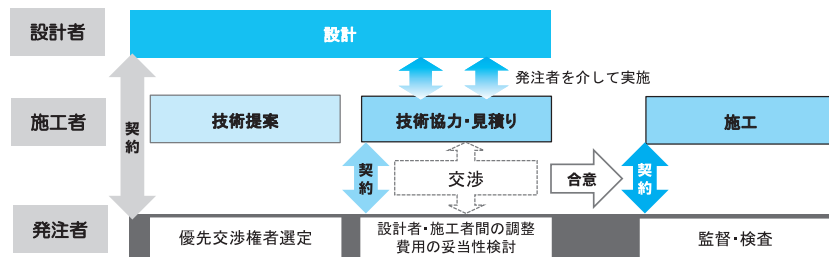 設計者
設計
発注者を介して実施
施工者
契約
技術提案
技術協力・見積り
施工
契約
交渉
合意
契約
発注者
優先交渉権者選定
設計者・施工者間の調整
費用の妥当性検討
監督・検査